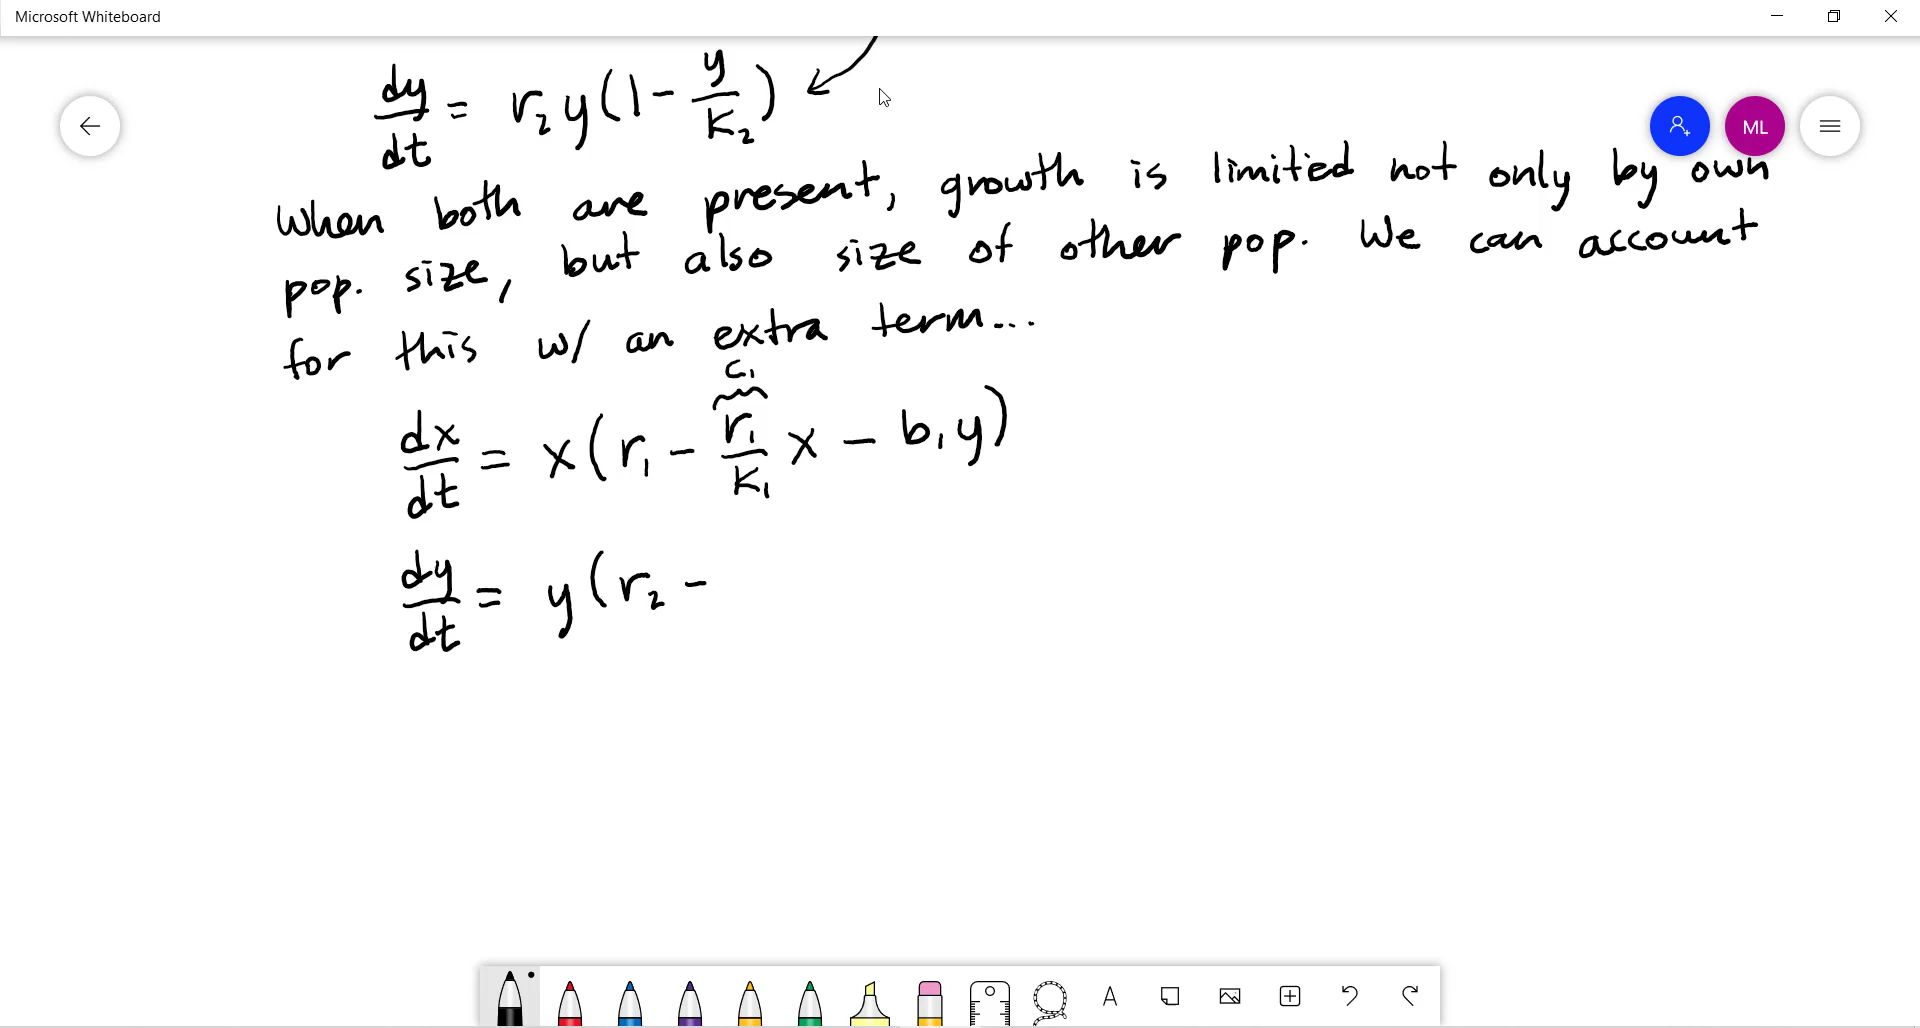 Microsoft Whiteboard
dy/dt = r₂ y(1 - y/K₂)
ML
When both are present, growth is limited not only by own
pop. size, but also size of other pop. We can account
for this w/ an extra term...
c₁
dx/dt = x(r₁ - r₁/K₁ x - b₁y)
dy/dt = y(r₂ -
A